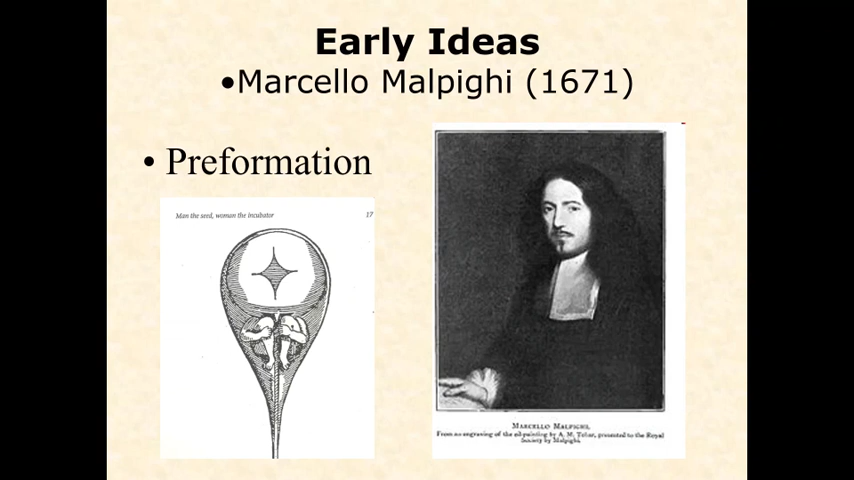 Early Ideas
•Marcello Malpighi (1671)
• Preformation
Man the seed, woman the incubator 17
MARCELLO MALPIGHI,
From an engraving of the oil-painting by A. M. Tobar, presented to the Royal
Society by Malpighi.